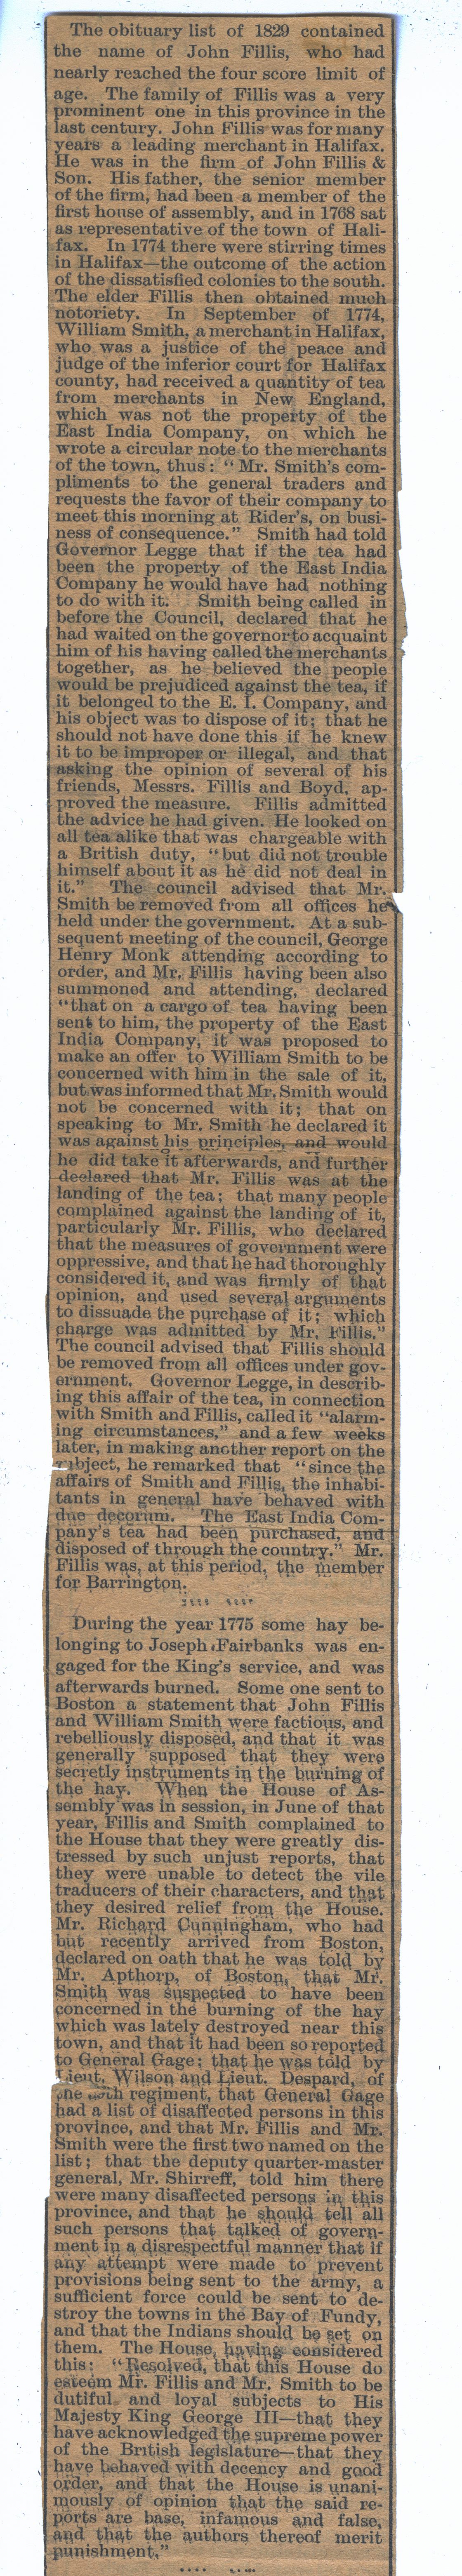 The obituary list of 1829 contained
the name of John Fillis, who had
nearly reached the four score limit of
age. The family of Fillis was a very
prominent one in this province in the
last century. John Fillis was for many
years a leading merchant in Halifax.
He was in the firm of John Fillis &
Son. His father, the senior member
of the firm, had been a member of the
first house of assembly, and in 1768 sat
as representative of the town of Hali-
fax. In 1774 there were stirring times
in Halifax—the outcome of the action
of the dissatisfied colonies to the south.
The elder Fillis then obtained much
notoriety. In September of 1774,
William Smith, a merchant in Halifax,
who was a justice of the peace and
judge of the inferior court for Halifax
county, had received a quantity of tea
from merchants in New England,
which was not the property of the
East India Company, on which he
wrote a circular note to the merchants
of the town, thus: "Mr. Smith's com-
pliments to the general traders and
requests the favor of their company to
meet this morning at Rider's, on busi-
ness of consequence." Smith had told
Governor Legge that if the tea had
been the property of the East India
Company he would have had nothing
to do with it. Smith being called in
before the Council, declared that he
had waited on the governor to acquaint
him of his having called the merchants
together, as he believed the people
would be prejudiced against the tea, if
it belonged to the E. I. Company, and
his object was to dispose of it; that he
should not have done this if he knew
it to be improper or illegal, and that
asking the opinion of several of his
friends, Messrs. Fillis and Boyd, ap-
proved the measure. Fillis admitted
the advice he had given. He looked on
all tea alike that was chargeable with
a British duty, "but did not trouble
himself about it as he did not deal in
it." The council advised that Mr.
Smith be removed from all offices he
held under the government. At a sub-
sequent meeting of the council, George
Henry Monk attending according to
order, and Mr. Fillis having been also
summoned and attending, declared
"that on a cargo of tea having been
sent to him, the property of the East
India Company, it was proposed to
make an offer to William Smith to be
concerned with him in the sale of it,
but was informed that Mr. Smith would
not be concerned with it; that on
speaking to Mr. Smith he declared it
was against his principles, and would
he did take it afterwards, and further
declared that Mr. Fillis was at the
landing of the tea; that many people
complained against the landing of it,
particularly Mr. Fillis, who declared
that the measures of government were
oppressive, and that he had thoroughly
considered it, and was firmly of that
opinion, and used several arguments
to dissuade the purchase of it; which
charge was admitted by Mr. Fillis."
The council advised that Fillis should
be removed from all offices under gov-
ernment. Governor Legge, in describ-
ing this affair of the tea, in connection
with Smith and Fillis, called it "alarm-
ing circumstances," and a few weeks
later, in making another report on the
subject, he remarked that "since the
affairs of Smith and Fillis, the inhabi-
tants in general have behaved with
due decorum. The East India Com-
pany's tea had been purchased, and
disposed of through the country." Mr.
Fillis was, at this period, the member
for Barrington.
During the year 1775 some hay be-
longing to Joseph Fairbanks was en-
gaged for the King's service, and was
afterwards burned. Some one sent to
Boston a statement that John Fillis
and William Smith were factious, and
rebelliously disposed, and that it was
generally supposed that they were
secretly instruments in the burning of
the hay. When the House of As-
sembly was in session, in June of that
year, Fillis and Smith complained to
the House that they were greatly dis-
tressed by such unjust reports, that
they were unable to detect the vile
traducers of their characters, and that
they desired relief from the House.
Mr. Richard Cunningham, who had
but recently arrived from Boston,
declared on oath that he was told by
Mr. Apthorp, of Boston, that Mr.
Smith was suspected to have been
concerned in the burning of the hay
which was lately destroyed near this
town, and that it had been so reported
to General Gage; that he was told by
Lieut. Wilson and Lieut. Despard, of
the regiment, that General Gage
had a list of disaffected persons in this
province, and that Mr. Fillis and Mr.
Smith were the first two named on the
list; that the deputy quarter-master
general, Mr. Shirreff, told him there
were many disaffected persons in this
province, and that he should tell all
such persons that talked of govern-
ment in a disrespectful manner that if
any attempt were made to prevent
provisions being sent to the army, a
sufficient force could be sent to de-
stroy the towns in the Bay of Fundy,
and that the Indians should be set on
them. The House, having considered
this: "Resolved, that this House do
esteem Mr. Fillis and Mr. Smith to be
dutiful and loyal subjects to His
Majesty King George III—that they
have acknowledged the supreme power
of the British legislature—that they
have behaved with decency and good
order, and that the House is unani-
mously of opinion that the said re-
ports are base, infamous and false,
and that the authors thereof merit
punishment."